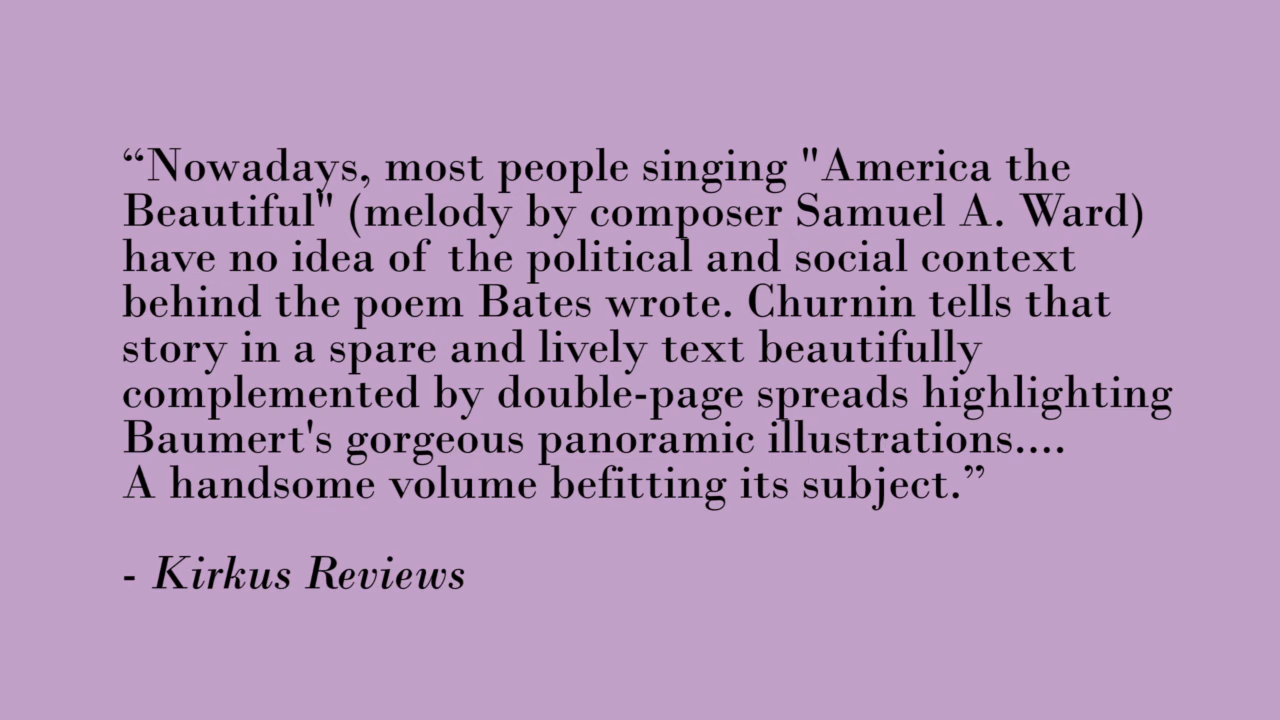 “Nowadays, most people singing "America the
Beautiful" (melody by composer Samuel A. Ward)
have no idea of the political and social context
behind the poem Bates wrote. Churnin tells that
story in a spare and lively text beautifully
complemented by double-page spreads highlighting
Baumert's gorgeous panoramic illustrations....
A handsome volume befitting its subject.”
- Kirkus Reviews